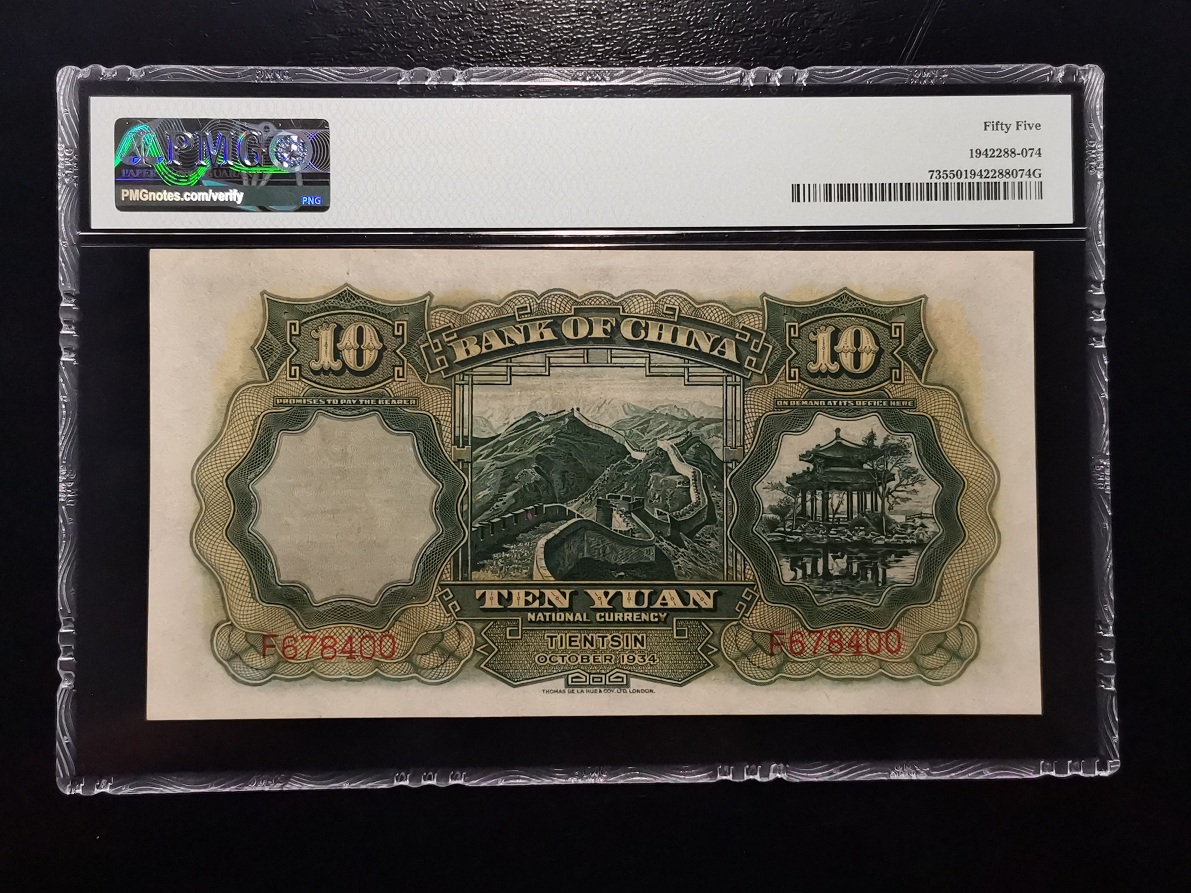 Fifty Five
1942288-074
735501942288074G
PMG
PAPER
PMGnotes.com/verify
PNG
10
BANK OF CHINA
10
PROMISES TO PAY THE BEARER
ON DEMAND AT ITS OFFICE HERE
TEN YUAN
NATIONAL CURRENCY
F678400
TIENTSIN
F678400
OCTOBER 1934
THOMAS DE LA RUE & COY. LTD. LONDON.